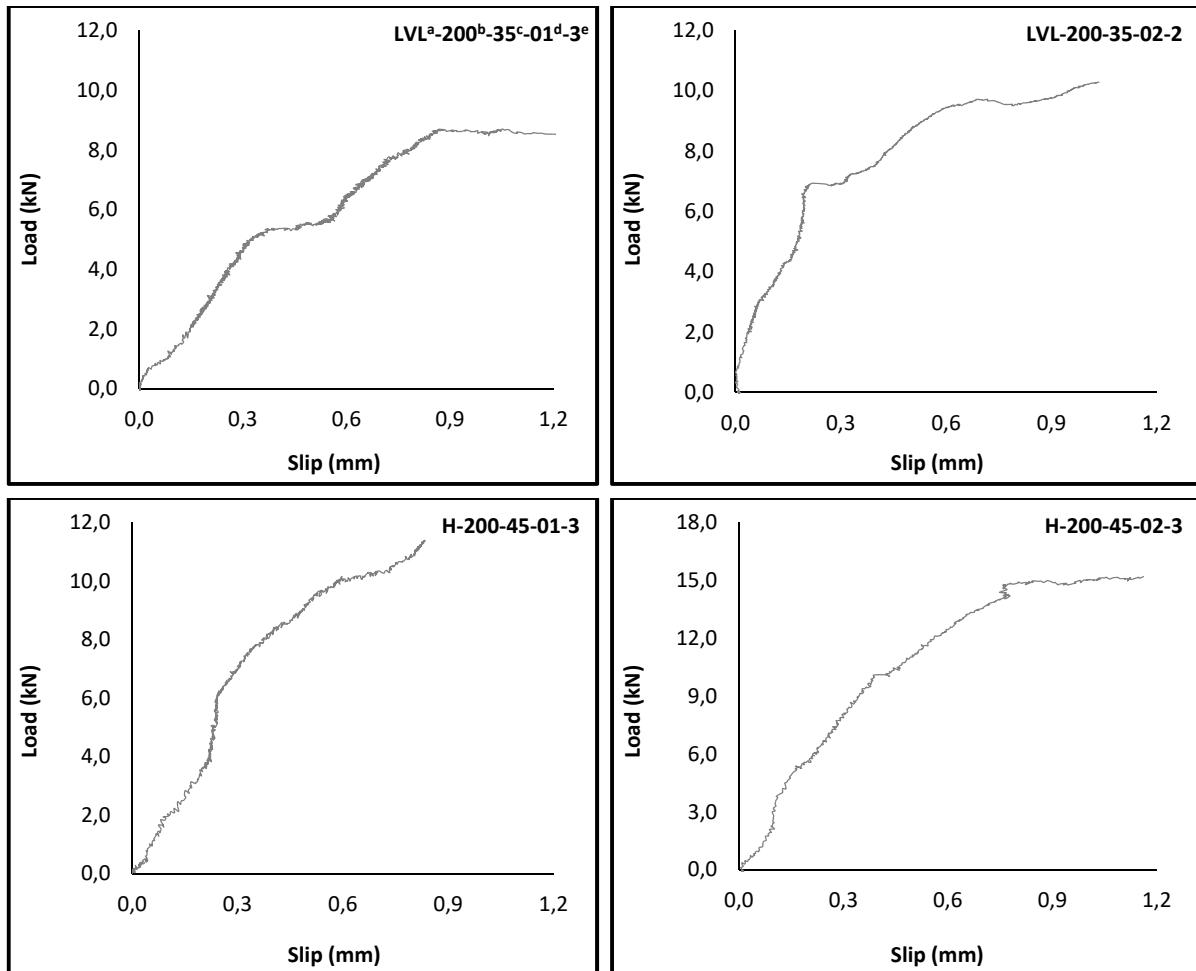 LVLᵃ-200ᵇ-35ᶜ-01ᵈ-3ᵉ
12,0
10,0
8,0
6,0
4,0
2,0
0,0
Load (kN)
0,0 0,3 0,6 0,9 1,2
Slip (mm)
LVL-200-35-02-2
12,0
10,0
8,0
6,0
4,0
2,0
0,0
Load (kN)
0,0 0,3 0,6 0,9 1,2
Slip (mm)
H-200-45-01-3
12,0
10,0
8,0
6,0
4,0
2,0
0,0
Load (kN)
0,0 0,3 0,6 0,9 1,2
Slip (mm)
H-200-45-02-3
18,0
15,0
12,0
9,0
6,0
3,0
0,0
Load (kN)
0,0 0,3 0,6 0,9 1,2
Slip (mm)